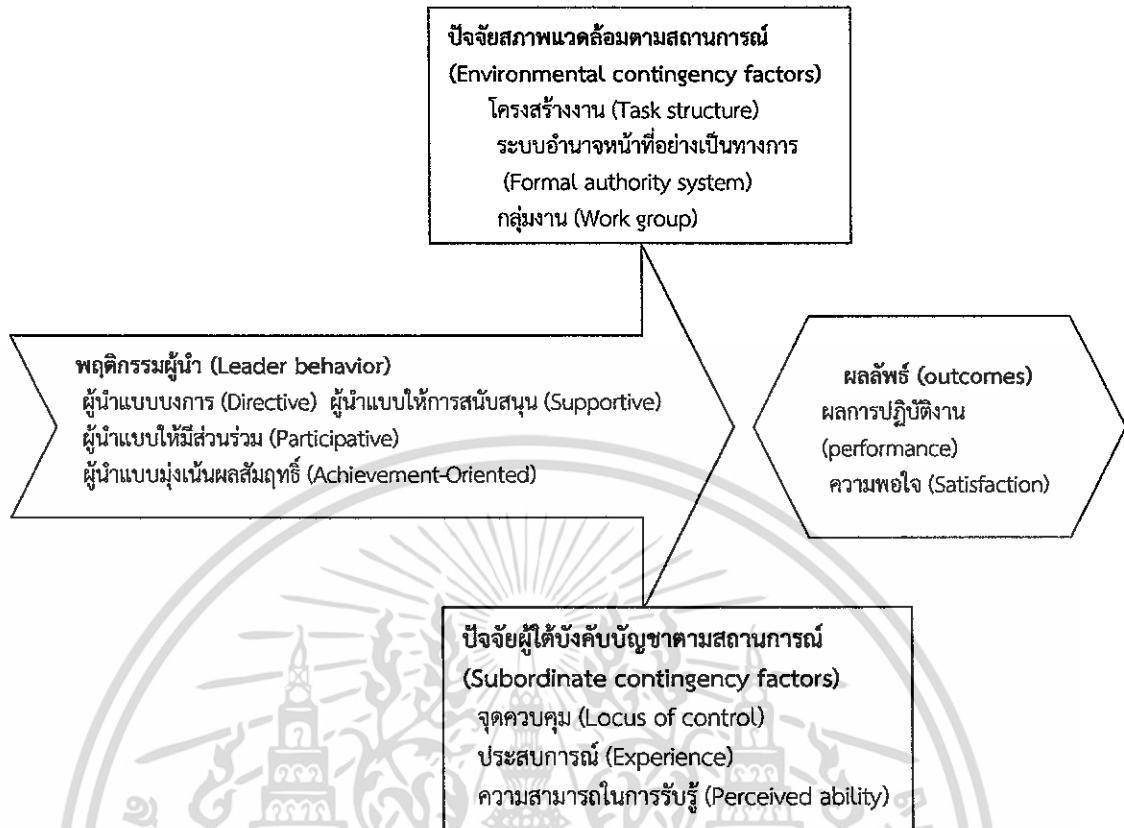 ปัจจัยสภาพแวดล้อมตามสถานการณ์
(Environmental contingency factors)
โครงสร้างงาน (Task structure)
ระบบอำนาจหน้าที่อย่างเป็นทางการ
(Formal authority system)
กลุ่มงาน (Work group)
พฤติกรรมผู้นำ (Leader behavior)
ผู้นำแบบบงการ (Directive) ผู้นำแบบให้การสนับสนุน (Supportive)
ผู้นำแบบให้มีส่วนร่วม (Participative)
ผู้นำแบบมุ่งเน้นผลสัมฤทธิ์ (Achievement-Oriented)
ผลลัพธ์ (outcomes)
ผลการปฏิบัติงาน
(performance)
ความพอใจ (Satisfaction)
ปัจจัยผู้ใต้บังคับบัญชาตามสถานการณ์
(Subordinate contingency factors)
จุดควบคุม (Locus of control)
ประสบการณ์ (Experience)
ความสามารถในการรับรู้ (Perceived ability)